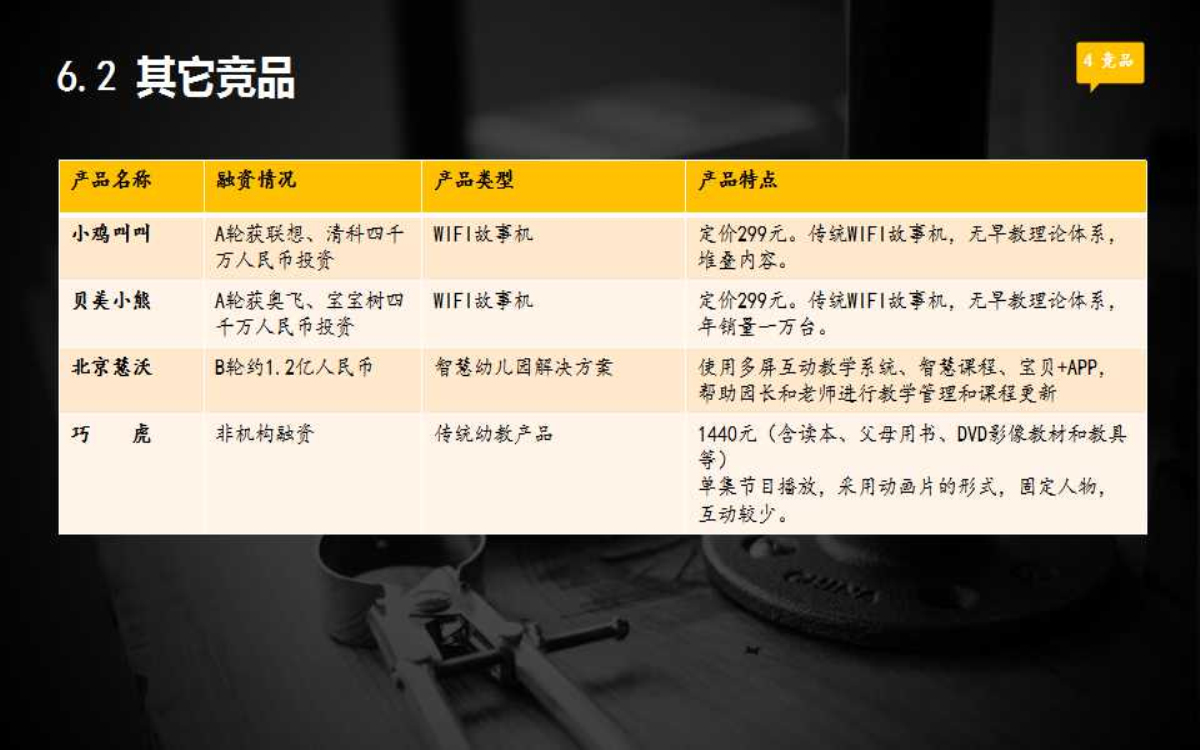 6.2 其它竞品
4 竞品
产品名称 融资情况 产品类型 产品特点
小鸡叫叫 A轮获联想、清科四千 WIFI故事机 定价299元。传统WIFI故事机，无早教理论体系，
万人民币投资 堆叠内容。
贝美小熊 A轮获奥飞、宝宝树四 WIFI故事机 定价299元。传统WIFI故事机，无早教理论体系，
千万人民币投资 年销量一万台。
北京慧沃 B轮约1.2亿人民币 智慧幼儿园解决方案 使用多屏互动教学系统、智慧课程、宝贝+APP，
帮助园长和老师进行教学管理和课程更新
巧 虎 非机构融资 传统幼教产品 1440元（含读本、父母用书、DVD影像教材和教具
等）
单集节目播放，采用动画片的形式，固定人物，
互动较少。
CHINA